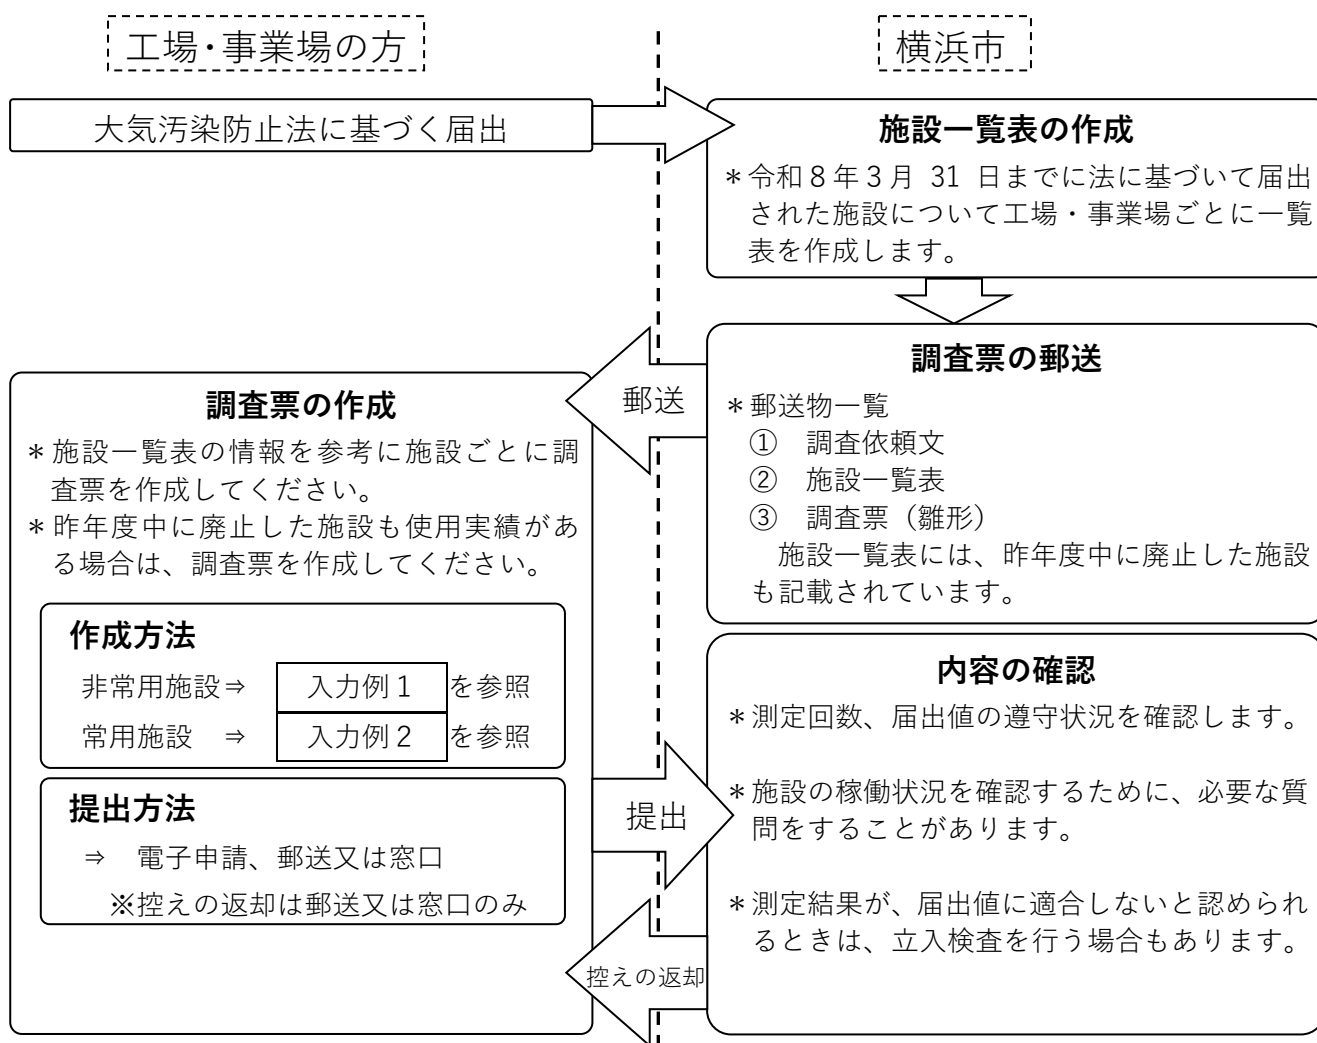 工場・事業場の方
横浜市
大気汚染防止法に基づく届出
施設一覧表の作成
＊令和８年３月 31 日までに法に基づいて届出
された施設について工場・事業場ごとに一覧
表を作成します。
調査票の郵送
＊郵送物一覧
① 調査依頼文
② 施設一覧表
③ 調査票（雛形）
施設一覧表には、昨年度中に廃止した施設
も記載されています。
郵送
調査票の作成
＊施設一覧表の情報を参考に施設ごとに調
査票を作成してください。
＊昨年度中に廃止した施設も使用実績があ
る場合は、調査票を作成してください。
作成方法
非常用施設⇒ 入力例１ を参照
常用施設 ⇒ 入力例２ を参照
提出方法
⇒ 電子申請、郵送又は窓口
※控えの返却は郵送又は窓口のみ
提出
内容の確認
＊測定回数、届出値の遵守状況を確認します。
＊施設の稼働状況を確認するために、必要な質
問をすることがあります。
＊測定結果が、届出値に適合しないと認められ
るときは、立入検査を行う場合もあります。
控えの返却